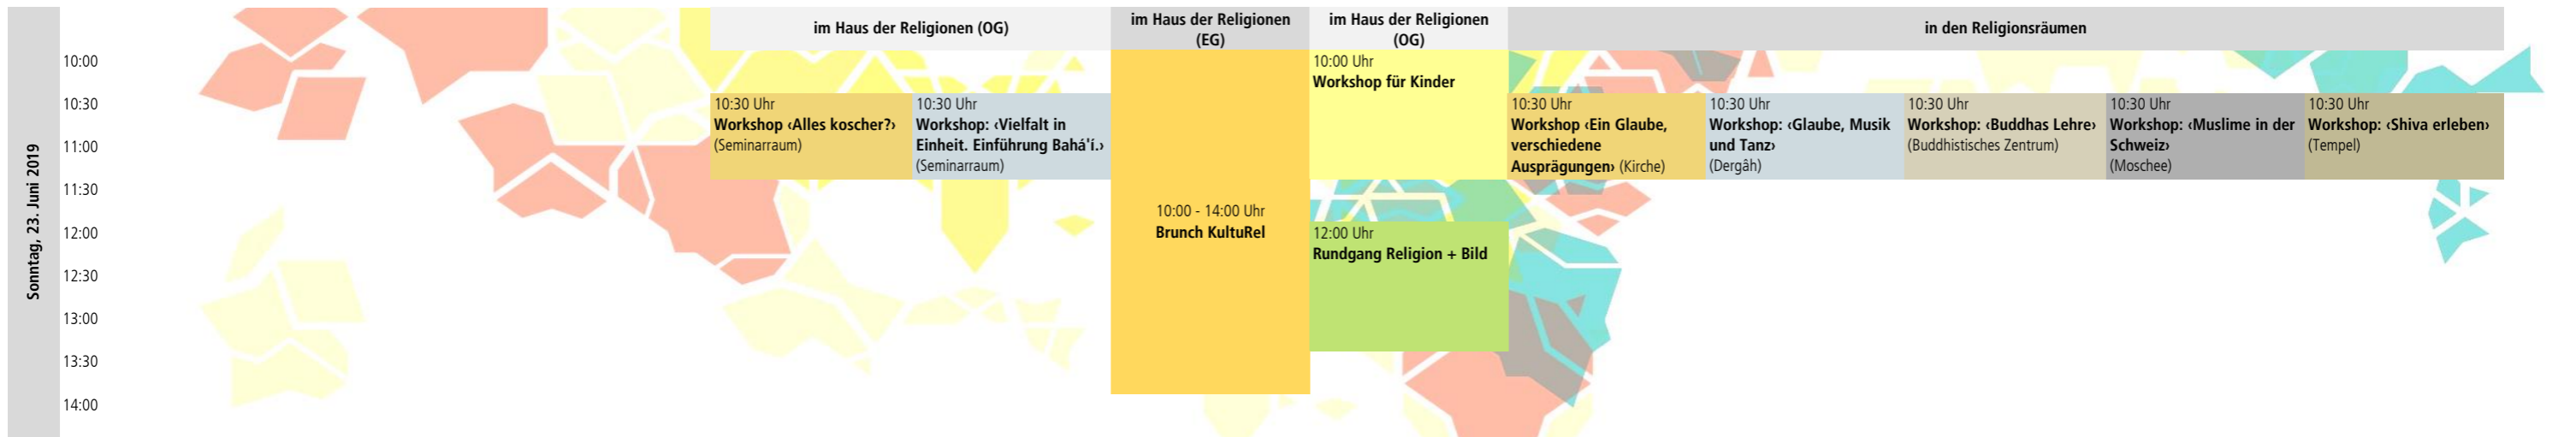 im Haus der Religionen (OG)
im Haus der Religionen
(EG)
im Haus der Religionen
(OG)
in den Religionsräumen
Sonntag, 23. Juni 2019
10:00
10:30
11:00
11:30
12:00
12:30
13:00
13:30
14:00
10:30 Uhr
Workshop ‹Alles koscher?›
(Seminarraum)
10:30 Uhr
Workshop: ‹Vielfalt in
Einheit. Einführung Bahá'í.›
(Seminarraum)
10:00 - 14:00 Uhr
Brunch KultuRel
10:00 Uhr
Workshop für Kinder
12:00 Uhr
Rundgang Religion + Bild
10:30 Uhr
Workshop ‹Ein Glaube,
verschiedene
Ausprägungen› (Kirche)
10:30 Uhr
Workshop: ‹Glaube, Musik
und Tanz›
(Dergâh)
10:30 Uhr
Workshop: ‹Buddhas Lehre›
(Buddhistisches Zentrum)
10:30 Uhr
Workshop: ‹Muslime in der
Schweiz›
(Moschee)
10:30 Uhr
Workshop: ‹Shiva erleben›
(Tempel)